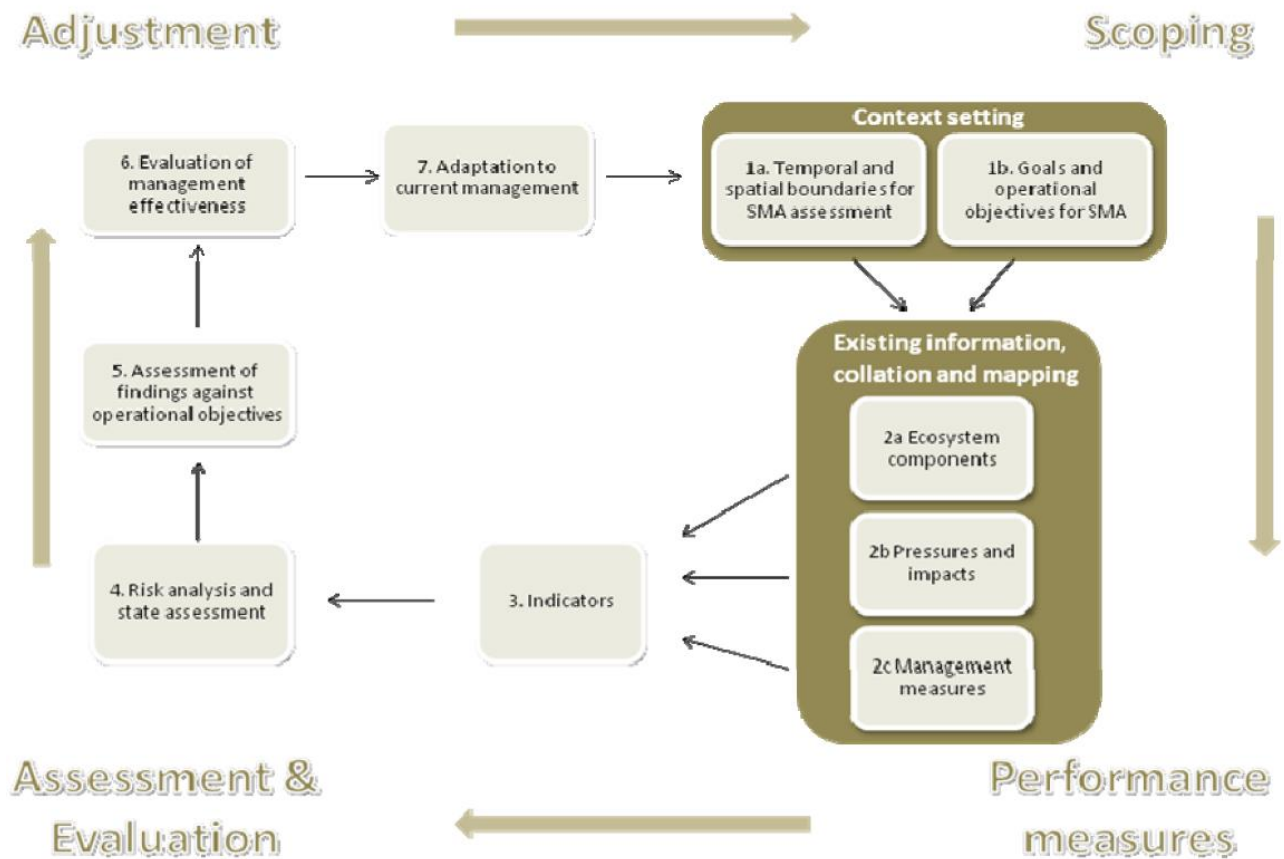 Adjustment
Scoping
Context setting
1a. Temporal and
spatial boundaries for
SMA assessment
1b. Goals and
operational
objectives for SMA
6. Evaluation of
management
effectiveness
7. Adaptation to
current management
Existing information,
collation and mapping
2a Ecosystem
components
2b Pressures and
impacts
2c Management
measures
5. Assessment of
findings against
operational objectives
4. Risk analysis and
state assessment
3. Indicators
Assessment &
Evaluation
Performance
measures